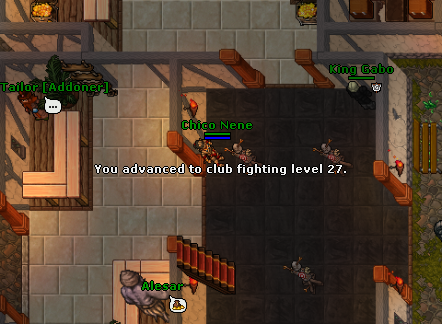 King Gabo
Tailor [Addoner]
...
Chico Nene
You advanced to club fighting level 27.
Alesar